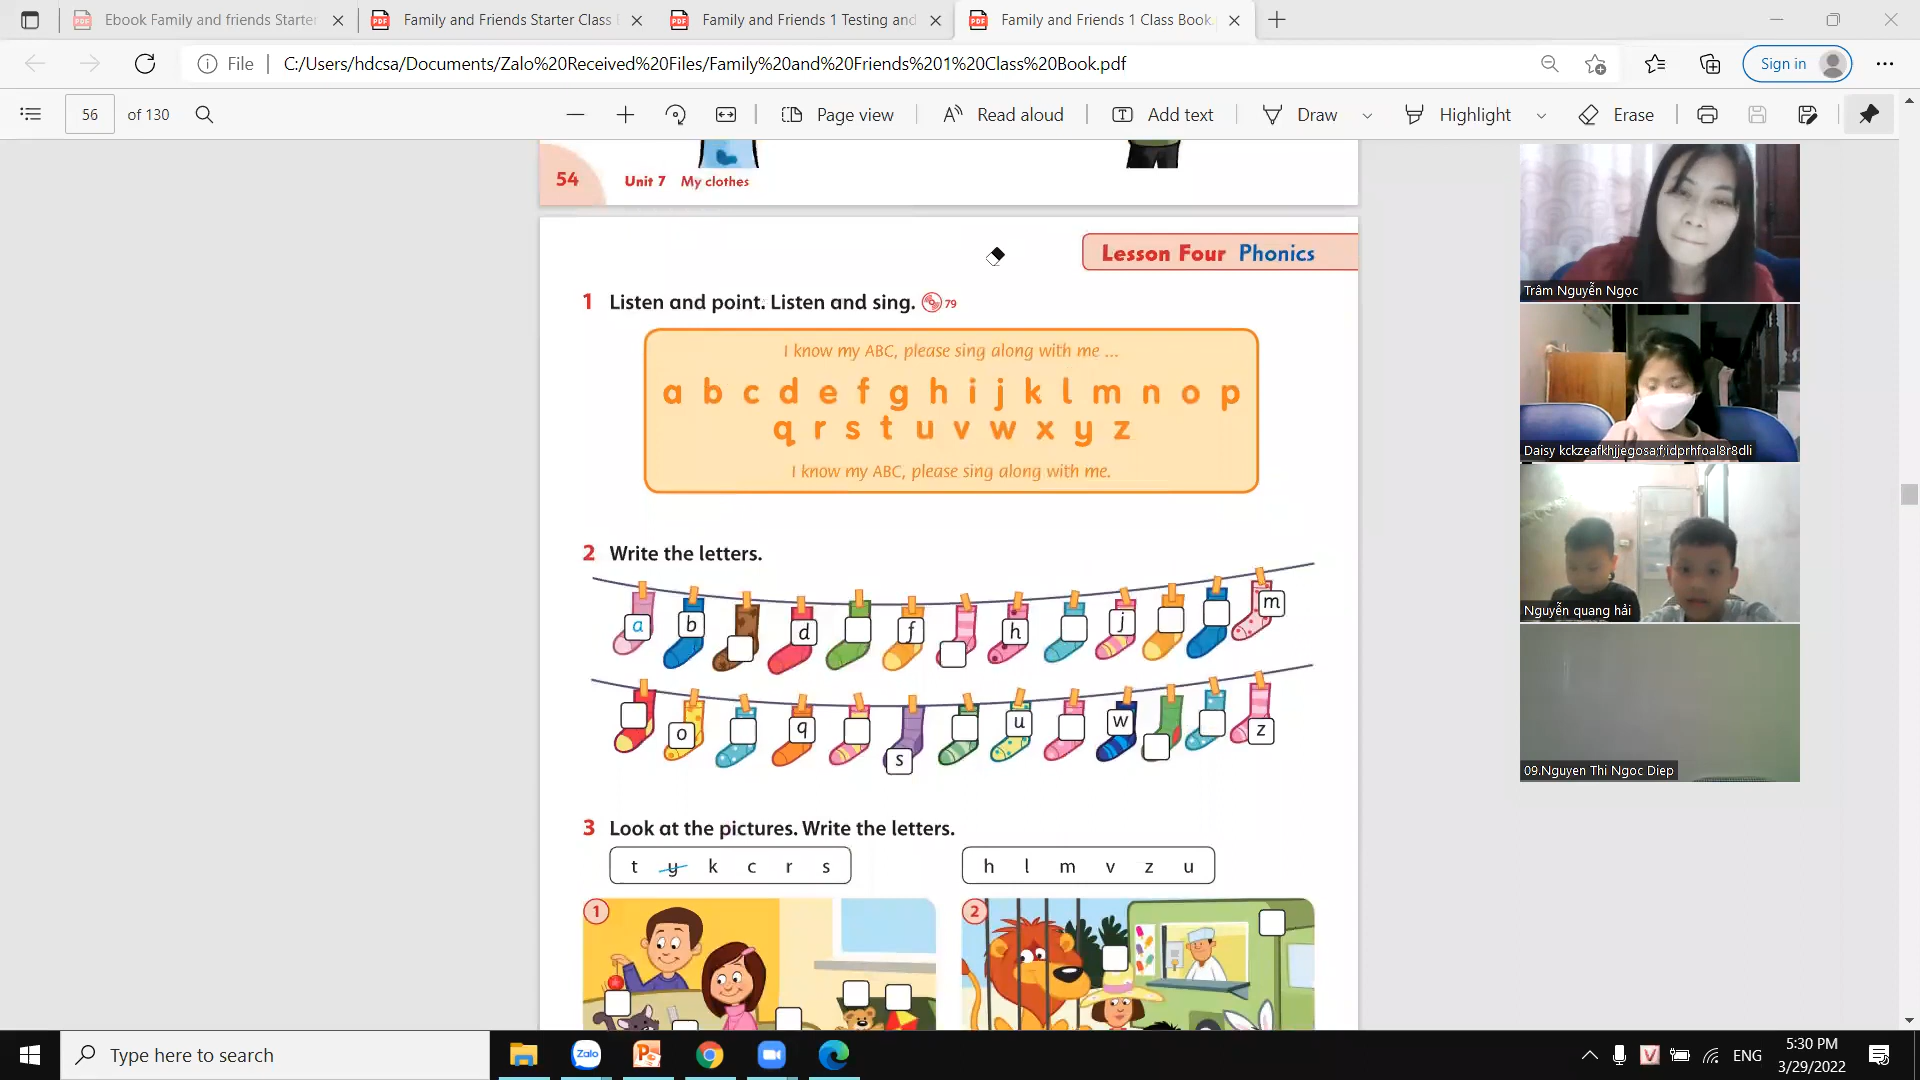 Ebook Family and friends Starter
Family and Friends Starter Class
Family and Friends 1 Testing and
Family and Friends 1 Class Book
File
C:/Users/hdcsa/Documents/Zalo%20Received%20Files/Family%20and%20Friends%201%20Class%20Book.pdf
Sign in
56 of 130
Page view
Read aloud
Add text
Draw
Highlight
Erase
54 Unit 7 My clothes
Lesson Four Phonics
1 Listen and point. Listen and sing. 79
I know my ABC, please sing along with me ...
a b c d e f g h i j k l m n o p
q r s t u v w x y z
I know my ABC, please sing along with me.
2 Write the letters.
a b d f h j m
o q s u w z
3 Look at the pictures. Write the letters.
t y k c r s
h l m v z u
1
2
Trâm Nguyễn Ngọc
Daisy kckzeafkhjjegosa;f;idprhfoal8r8dli
Nguyễn quang hải
09.Nguyen Thi Ngoc Diep
Type here to search
Zalo
ENG
5:30 PM
3/29/2022